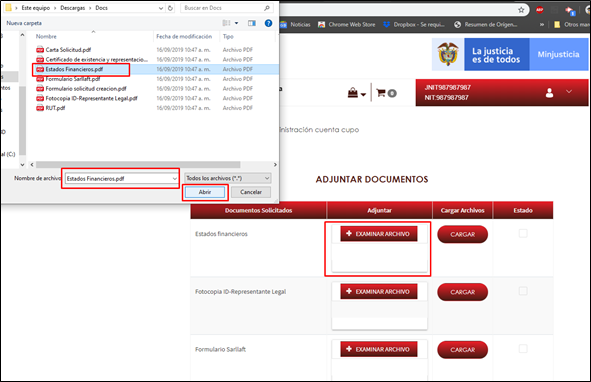 Este equipo > Descargas > Docs
Buscar en Docs
Nueva carpeta
Nombre
Fecha de modificación
Tipo
Carta Solicitud.pdf 16/09/2019 10:47 a. m. Archivo PDF
Certificado de existencia y representacio... 16/09/2019 10:47 a. m. Archivo PDF
Estados Financieros.pdf 16/09/2019 10:47 a. m. Archivo PDF
Formulario Sarllaft.pdf 16/09/2019 10:47 a. m. Archivo PDF
Formulario solicitud creacion.pdf 16/09/2019 10:47 a. m. Archivo PDF
Fotocopia ID-Representante Legal.pdf 16/09/2019 10:47 a. m. Archivo PDF
RUT.pdf 16/09/2019 10:47 a. m. Archivo PDF
Nombre de archivo: Estados Financieros.pdf Todos los archivos (*.*)
Abrir Cancelar
Notas Chrome Web Store Dropbox - Se requi... Resumen de Origen... Otros mar
La justicia
es de todos
Minjusticia
0
JNIT987987987
NIT:987987987
ministración cuenta cupo
ADJUNTAR DOCUMENTOS
Documentos Solicitados Adjuntar Cargar Archivos Estado
Estados financieros EXAMINAR ARCHIVO CARGAR
Fotocopia ID-Representante Legal EXAMINAR ARCHIVO CARGAR
Formulario Sarllaft EXAMINAR ARCHIVO CARGAR